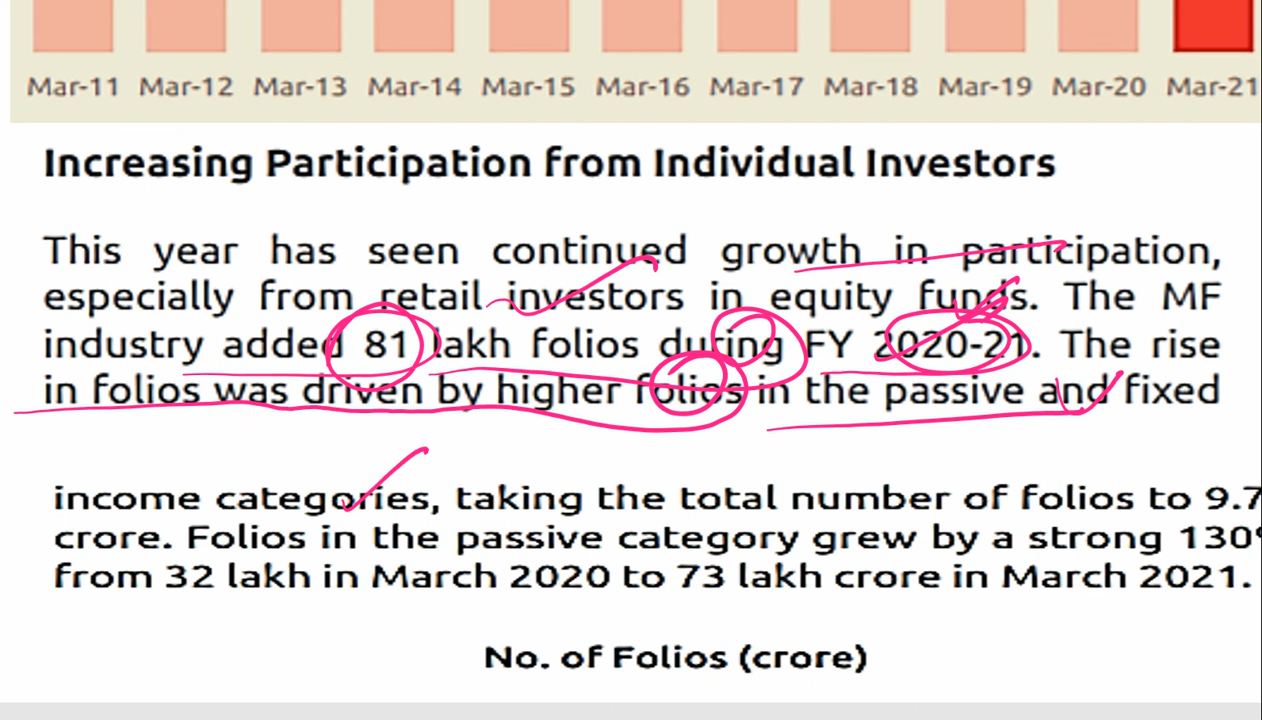 Mar-11 Mar-12 Mar-13 Mar-14 Mar-15 Mar-16 Mar-17 Mar-18 Mar-19 Mar-20 Mar-21
Increasing Participation from Individual Investors
This year has seen continued growth in participation,
especially from retail investors in equity funds. The MF
industry added 81 lakh folios during FY 2020-21. The rise
in folios was driven by higher folios in the passive and fixed
income categories, taking the total number of folios to 9.7
crore. Folios in the passive category grew by a strong 130
from 32 lakh in March 2020 to 73 lakh crore in March 2021.
No. of Folios (crore)